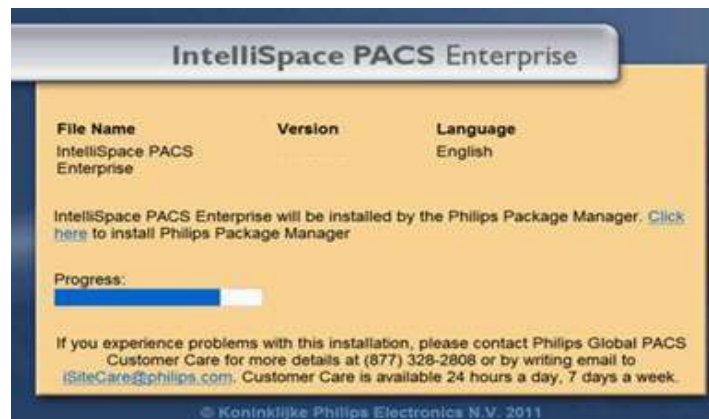 IntelliSpace PACS Enterprise
File Name Version Language
IntelliSpace PACS English
Enterprise
IntelliSpace PACS Enterprise will be installed by the Philips Package Manager. Click
here to install Philips Package Manager
Progress:
If you experience problems with this installation, please contact Philips Global PACS
Customer Care for more details at (877) 328-2808 or by writing email to
iSiteCare@philips.com. Customer Care is available 24 hours a day, 7 days a week.
© Koninklijke Philips Electronics N.V. 2011